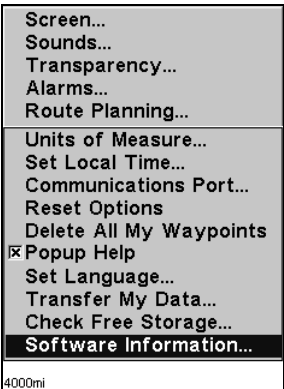 Screen...
Sounds...
Transparency...
Alarms...
Route Planning...
Units of Measure...
Set Local Time...
Communications Port...
Reset Options
Delete All My Waypoints
Popup Help
Set Language...
Transfer My Data...
Check Free Storage...
Software Information...
4000mi